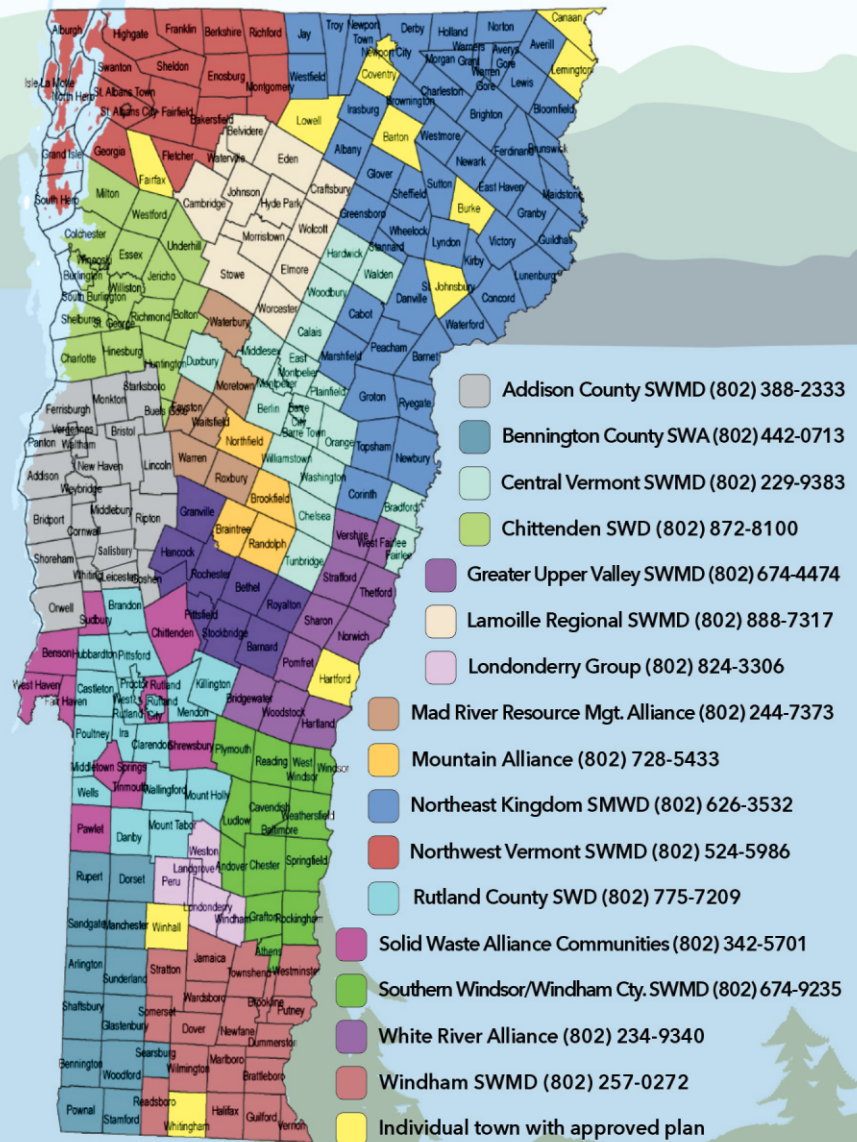 Alburgh
Highgate
Franklin
Berkshire
Richford
Jay
Troy
Newport Town
Derby
Holland
Norton
Canaan
Isle La Motte
North Hero
Swanton
Sheldon
Enosburg
Montgomery
Westfield
Newport City
Coventry
Morgan
Warners Grant
Averys Gore
Warren Gore
Averill
Lewis
Lemington
Bloomfield
St. Albans Town
St. Albans City
Fairfield
Bakersfield
Lowell
Irasburg
Brownington
Charleston
Brighton
Grand Isle
Georgia
Fairfax
Fletcher
Belvidere
Waterville
Eden
Albany
Barton
Westmore
Ferdinand
Brunswick
South Hero
Milton
Westford
Cambridge
Johnson
Hyde Park
Craftsbury
Glover
Sheffield
Sutton
Newark
East Haven
Maidstone
Colchester
Essex
Underhill
Morristown
Wolcott
Greensboro
Wheelock
Burke
Granby
Guildhall
Winooski
Burlington
South Burlington
Williston
Jericho
Stowe
Elmore
Hardwick
Stannard
Walden
Lyndon
Kirby
Victory
Lunenburg
Shelburne
St. George
Richmond
Bolton
Waterbury
Worcester
Woodbury
Danville
St. Johnsbury
Concord
Waterford
Charlotte
Hinesburg
Huntington
Duxbury
Middlesex
Calais
Cabot
Marshfield
Peacham
Barnet
Ferrisburgh
Monkton
Starksboro
Buels Gore
Fayston
Moretown
Montpelier
East Montpelier
Plainfield
Groton
Ryegate
Vergennes
Panton
Waltham
Bristol
Waitsfield
Berlin
Barre City
Barre Town
Orange
Topsham
Newbury
Addison
New Haven
Weybridge
Lincoln
Warren
Northfield
Roxbury
Williamstown
Washington
Corinth
Bradford
Bridport
Cornwall
Middlebury
Ripton
Granville
Brookfield
Braintree
Randolph
Chelsea
Tunbridge
Vershire
West Fairlee
Fairlee
Shoreham
Salisbury
Whiting
Leicester
Goshen
Hancock
Rochester
Bethel
Royalton
Strafford
Thetford
Orwell
Sudbury
Brandon
Chittenden
Pittsfield
Stockbridge
Barnard
Sharon
Norwich
Pomfret
Hartford
Benson
Hubbardton
Pittsford
West Haven
Fair Haven
Castleton
Proctor
West Rutland
Rutland
Rutland City
Mendon
Killington
Bridgewater
Woodstock
Hartland
Poultney
Ira
Clarendon
Shrewsbury
Plymouth
Reading
West Windsor
Windsor
Middletown Springs
Tinmouth
Wallingford
Mount Holly
Ludlow
Cavendish
Baltimore
Weathersfield
Wells
Pawlet
Danby
Mount Tabor
Weston
Andover
Chester
Springfield
Rupert
Dorset
Peru
Landgrove
Londonderry
Windham
Grafton
Rockingham
Sandgate
Manchester
Winhall
Athens
Arlington
Sunderland
Stratton
Jamaica
Townshend
Westminster
Shaftsbury
Glastenbury
Somerset
Wardsboro
Dover
Newfane
Brookline
Putney
Dummerston
Bennington
Woodford
Searsburg
Wilmington
Marlboro
Brattleboro
Pownal
Stamford
Readsboro
Whitingham
Halifax
Guilford
Vernon
Addison County SWMD (802) 388-2333
Bennington County SWA (802) 442-0713
Central Vermont SWMD (802) 229-9383
Chittenden SWD (802) 872-8100
Greater Upper Valley SWMD (802) 674-4474
Lamoille Regional SWMD (802) 888-7317
Londonderry Group (802) 824-3306
Mad River Resource Mgt. Alliance (802) 244-7373
Mountain Alliance (802) 728-5433
Northeast Kingdom SMWD (802) 626-3532
Northwest Vermont SWMD (802) 524-5986
Rutland County SWD (802) 775-7209
Solid Waste Alliance Communities (802) 342-5701
Southern Windsor/Windham Cty. SWMD (802) 674-9235
White River Alliance (802) 234-9340
Windham SWMD (802) 257-0272
Individual town with approved plan